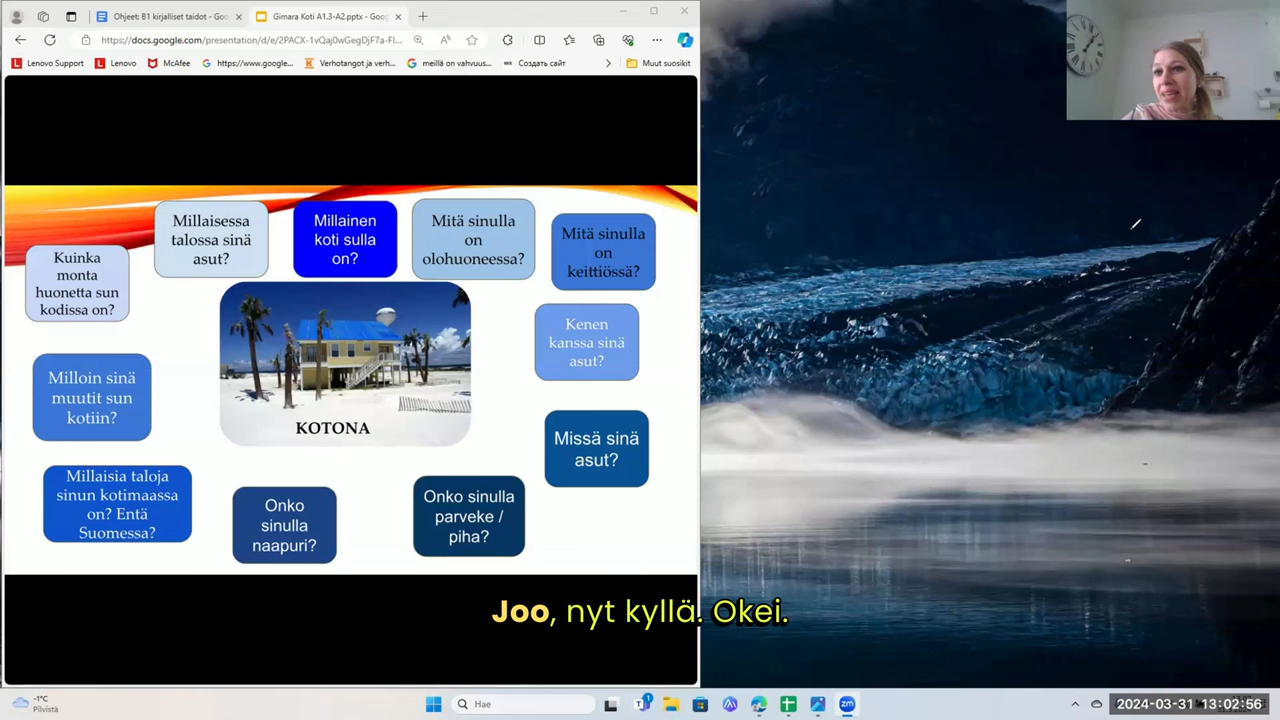 Ohjeet: B1 kirjalliset taidot - Goo
Gimara Koti A1.3-A2.pptx - Goo
https://docs.google.com/presentation/d/e/2PACX-1vQaj0wGegDjF7a-Fl...
Lenovo Support
Lenovo
McAfee
https://www.google...
Verhotangot ja verh...
meillä on vahvuus...
Создать сайт
Muut suosikit
Millaisessa
talossa sinä
asut?
Millainen
koti sulla
on?
Mitä sinulla
on
olohuoneessa?
Mitä sinulla
on
keittiössä?
Kuinka
monta
huonetta sun
kodissa on?
Kenen
kanssa sinä
asut?
Milloin sinä
muutit sun
kotiin?
KOTONA
Missä sinä
asut?
Millaisia taloja
sinun kotimaassa
on? Entä
Suomessa?
Onko
sinulla
naapuri?
Onko sinulla
parveke /
piha?
Joo, nyt kyllä. Okei.
-1°C
Pilvistä
Hae
2024-03-31 13:02:56